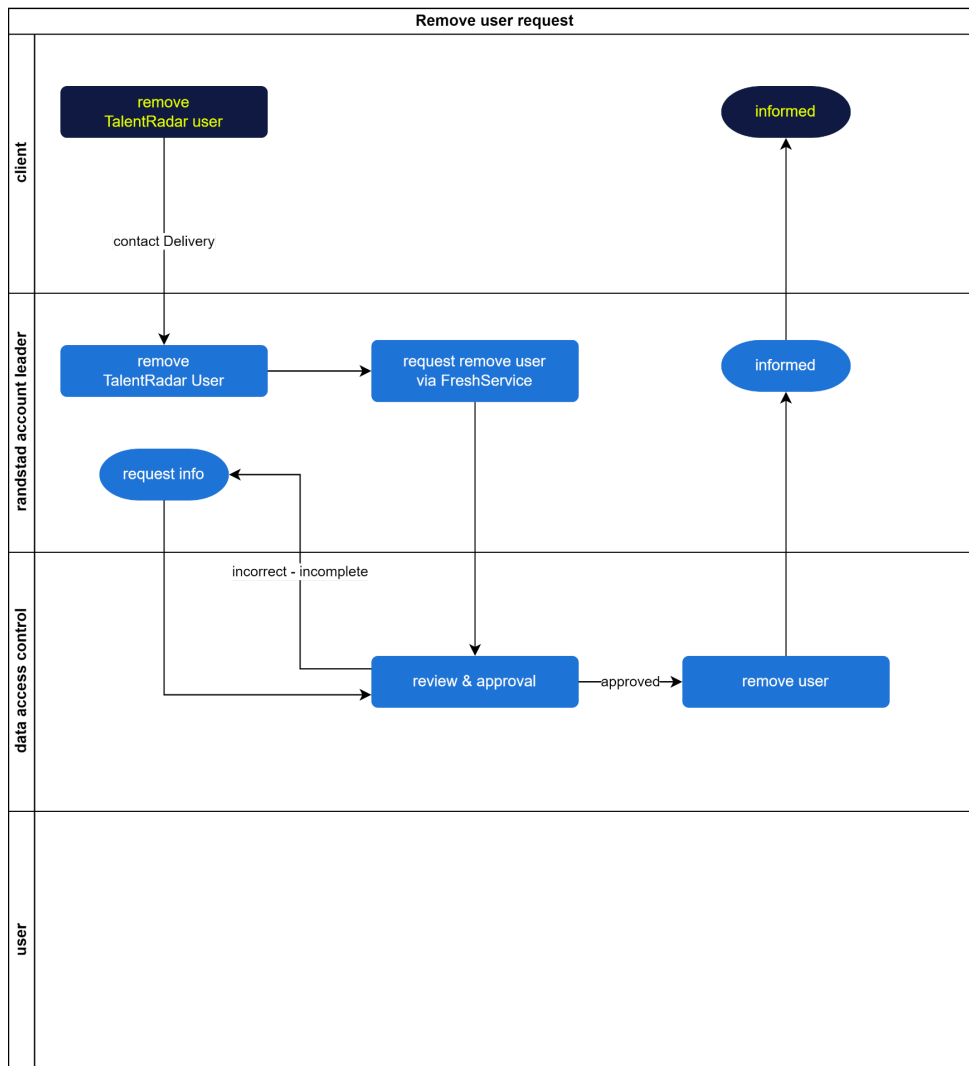 Remove user request
client
remove
TalentRadar user
informed
contact Delivery
randstad account leader
remove
TalentRadar User
request remove user
via FreshService
informed
request info
data access control
incorrect - incomplete
review & approval
approved
remove user
user